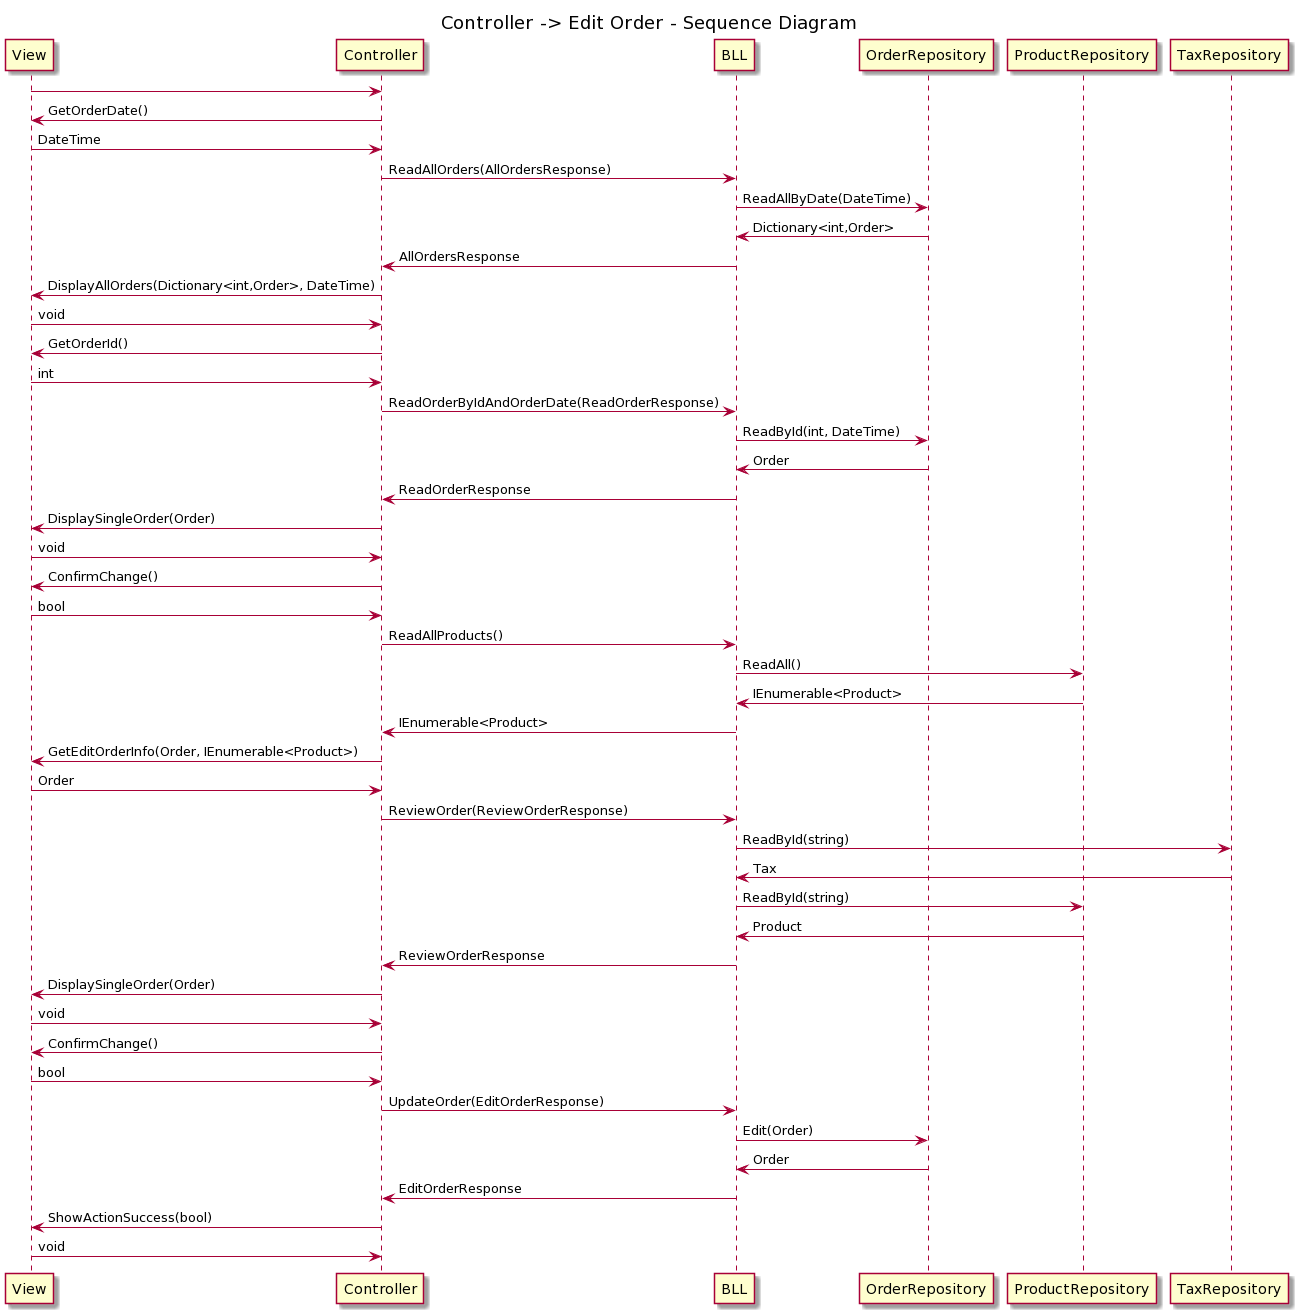 Controller -> Edit Order - Sequence Diagram
View Controller BLL OrderRepository ProductRepository TaxRepository
GetOrderDate()
DateTime
ReadAllOrders(AllOrdersResponse)
ReadAllByDate(DateTime)
Dictionary<int,Order>
AllOrdersResponse
DisplayAllOrders(Dictionary<int,Order>, DateTime)
void
GetOrderId()
int
ReadOrderByIdAndOrderDate(ReadOrderResponse)
ReadById(int, DateTime)
Order
ReadOrderResponse
DisplaySingleOrder(Order)
void
ConfirmChange()
bool
ReadAllProducts()
ReadAll()
IEnumerable<Product>
IEnumerable<Product>
GetEditOrderInfo(Order, IEnumerable<Product>)
Order
ReviewOrder(ReviewOrderResponse)
ReadById(string)
Tax
ReadById(string)
Product
ReviewOrderResponse
DisplaySingleOrder(Order)
void
ConfirmChange()
bool
UpdateOrder(EditOrderResponse)
Edit(Order)
Order
EditOrderResponse
ShowActionSuccess(bool)
void
View Controller BLL OrderRepository ProductRepository TaxRepository